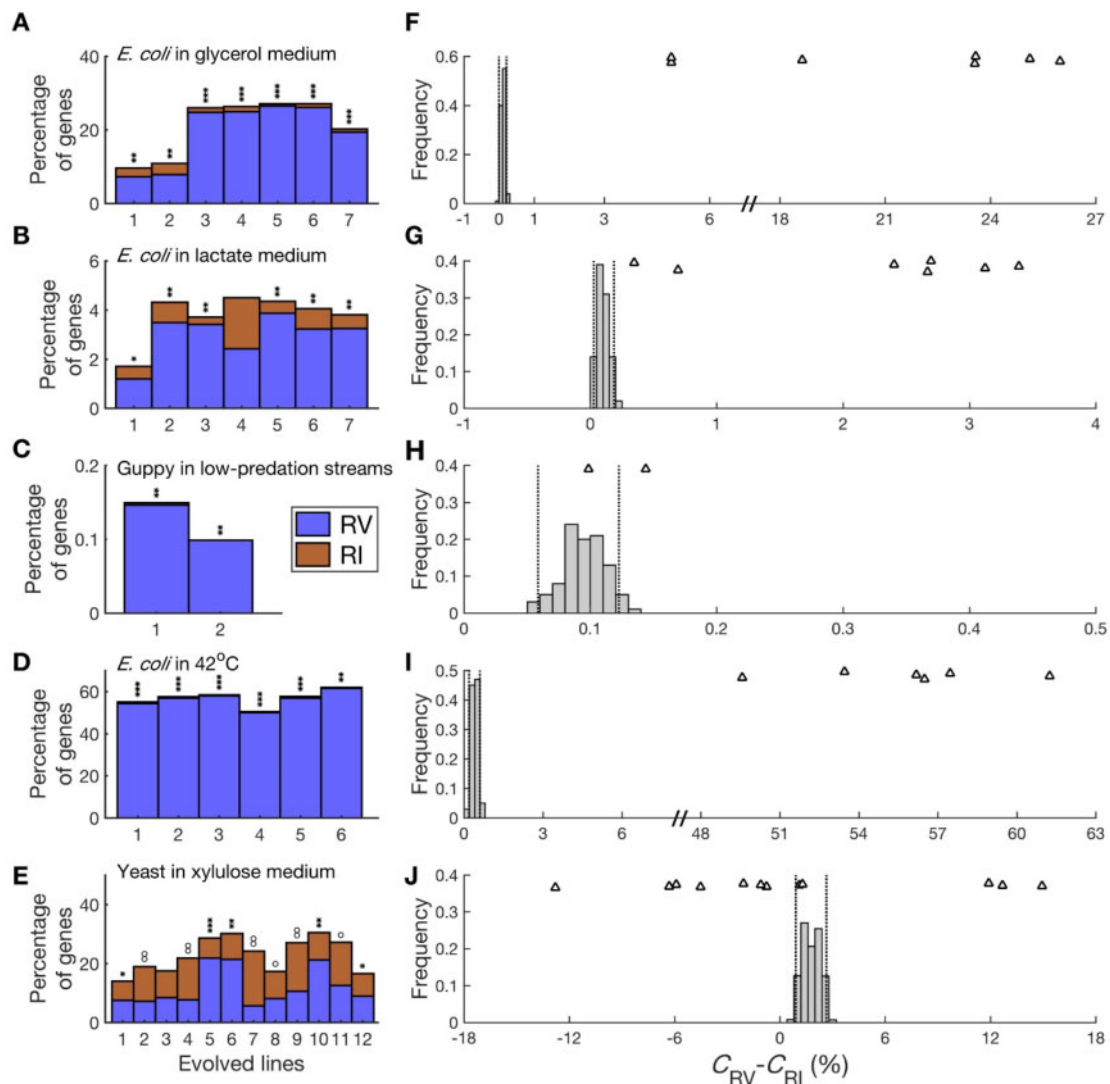 A
E. coli in glycerol medium
Percentage
of genes
40
20
0
**
**
***
***
***
***
***
1 2 3 4 5 6 7
F
Frequency
0.6
0.4
0.2
0
-1 0 1 3 6 // 18 21 24 27
B
E. coli in lactate medium
Percentage
of genes
6
4
2
0
*
**
**
**
**
**
1 2 3 4 5 6 7
G
Frequency
0.4
0.3
0.2
0.1
0
-1 0 1 2 3 4
C
Guppy in low-predation streams
Percentage
of genes
0.2
0.1
0
**
**
1 2
RV
RI
H
Frequency
0.4
0.3
0.2
0.1
0
0 0.1 0.2 0.3 0.4 0.5
D
E. coli in 42°C
Percentage
of genes
60
40
20
0
***
***
***
***
***
**
1 2 3 4 5 6
I
Frequency
0.5
0.4
0.3
0.2
0.1
0
0 3 6 // 48 51 54 57 60 63
E
Yeast in xylulose medium
Percentage
of genes
40
20
0
*
oo
oo
***
**
oo
o
oo
**
o
*
1 2 3 4 5 6 7 8 9 10 11 12
Evolved lines
J
Frequency
0.4
0.3
0.2
0.1
0
-18 -12 -6 0 6 12 18
C_RV-C_RI (%)